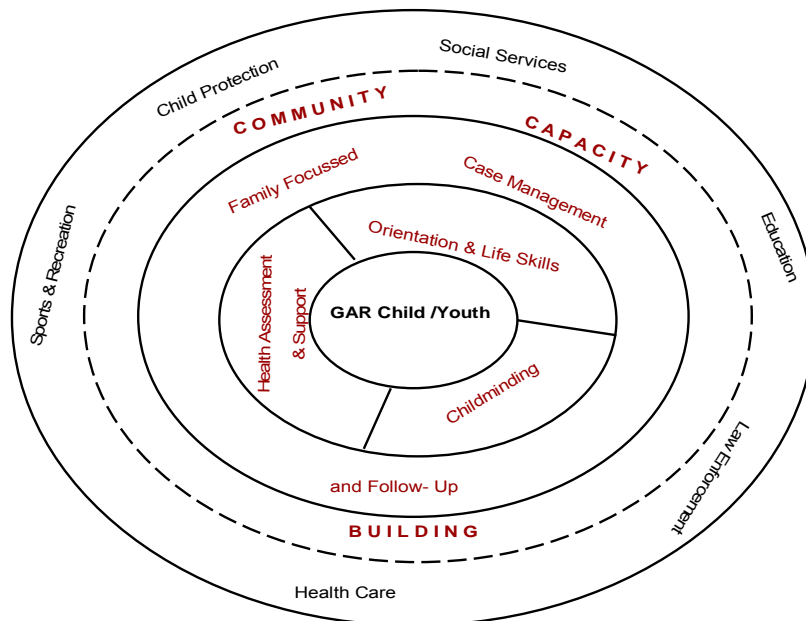 Social Services
Child Protection
COMMUNITY
CAPACITY
Family Focussed
Case Management
Orientation & Life Skills
Education
Sports & Recreation
Health Assessment
& Support
GAR Child /Youth
Childminding
Law Enforcement
and Follow- Up
BUILDING
Health Care